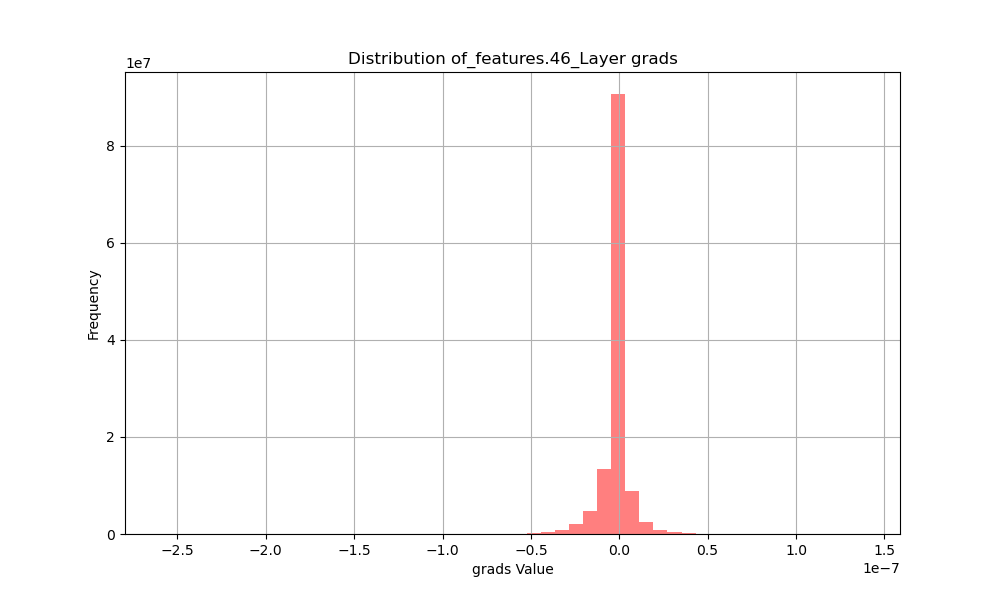 Distribution of_features.46_Layer grads
1e7
8
6
4
2
0
Frequency
−2.5 −2.0 −1.5 −1.0 −0.5 0.0 0.5 1.0 1.5
1e−7
grads Value